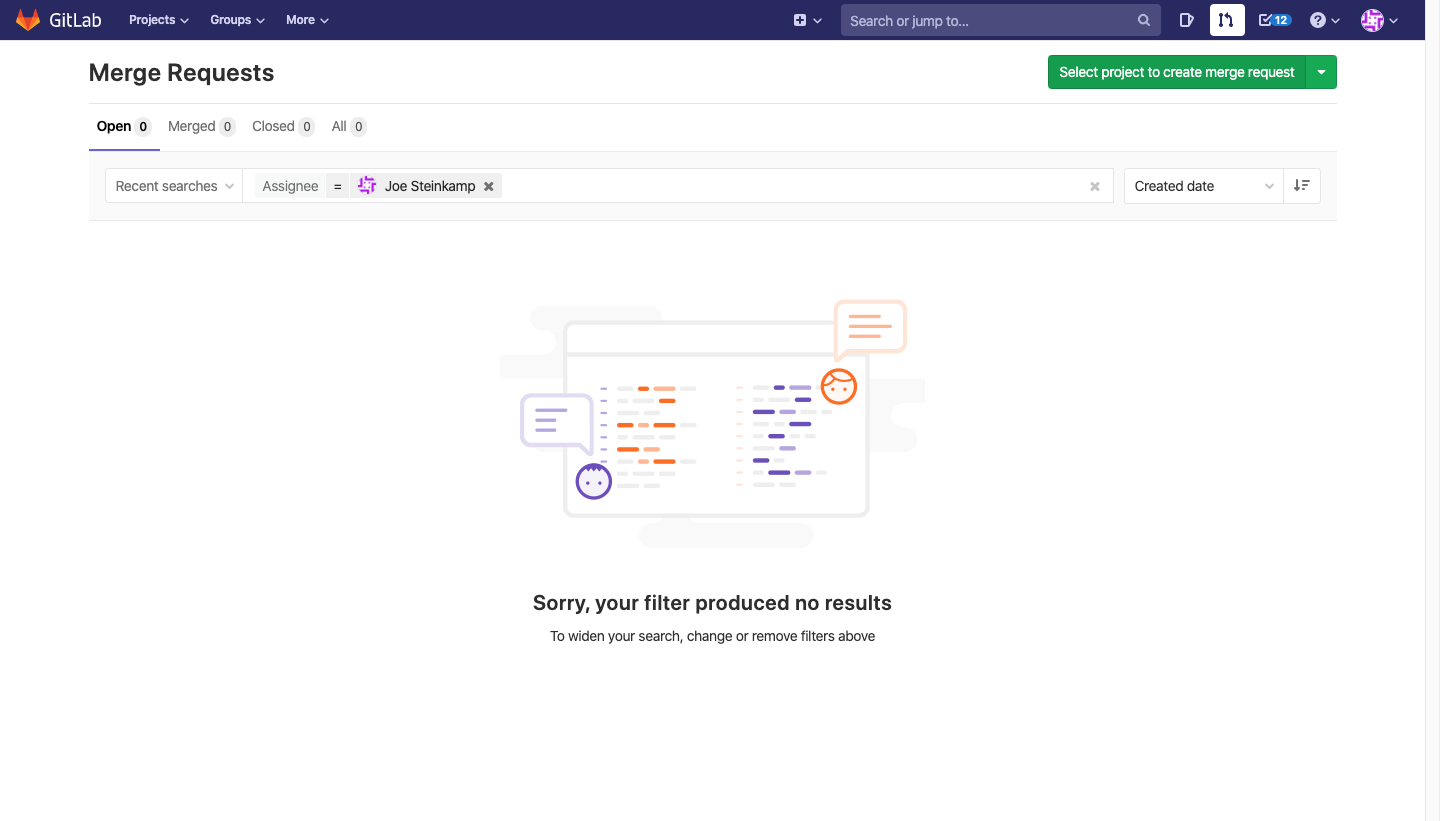 GitLab Projects Groups More Search or jump to... 12
Merge Requests
Select project to create merge request
Open 0 Merged 0 Closed 0 All 0
Recent searches Assignee = Joe Steinkamp Created date
Sorry, your filter produced no results
To widen your search, change or remove filters above